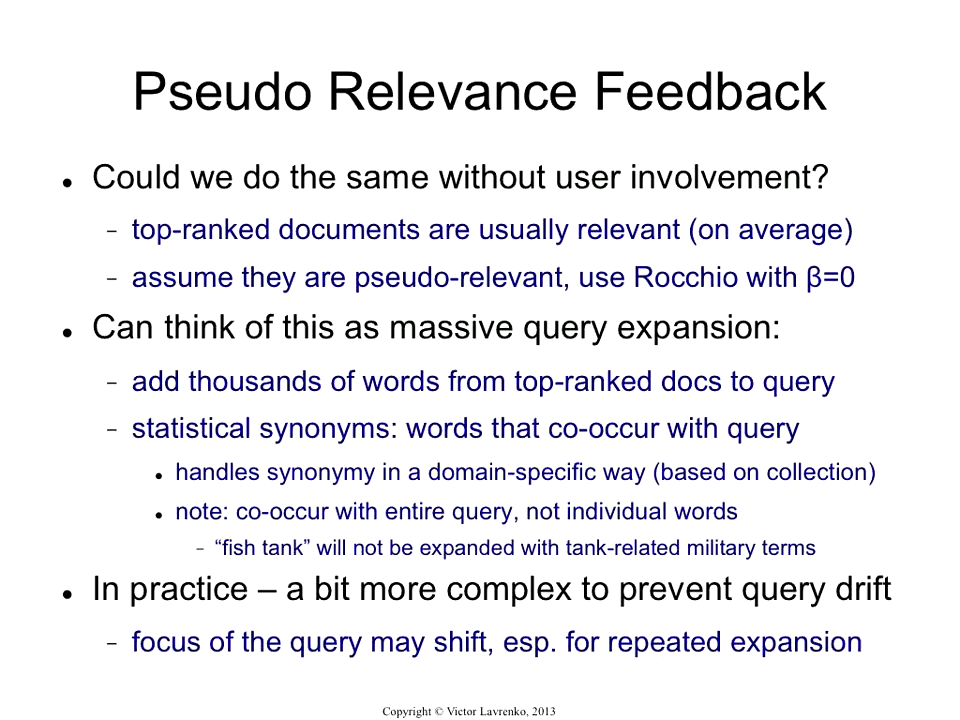 Pseudo Relevance Feedback
● Could we do the same without user involvement?
– top-ranked documents are usually relevant (on average)
– assume they are pseudo-relevant, use Rocchio with β=0
● Can think of this as massive query expansion:
– add thousands of words from top-ranked docs to query
– statistical synonyms: words that co-occur with query
● handles synonymy in a domain-specific way (based on collection)
● note: co-occur with entire query, not individual words
– “fish tank” will not be expanded with tank-related military terms
● In practice – a bit more complex to prevent query drift
– focus of the query may shift, esp. for repeated expansion
Copyright © Victor Lavrenko, 2013